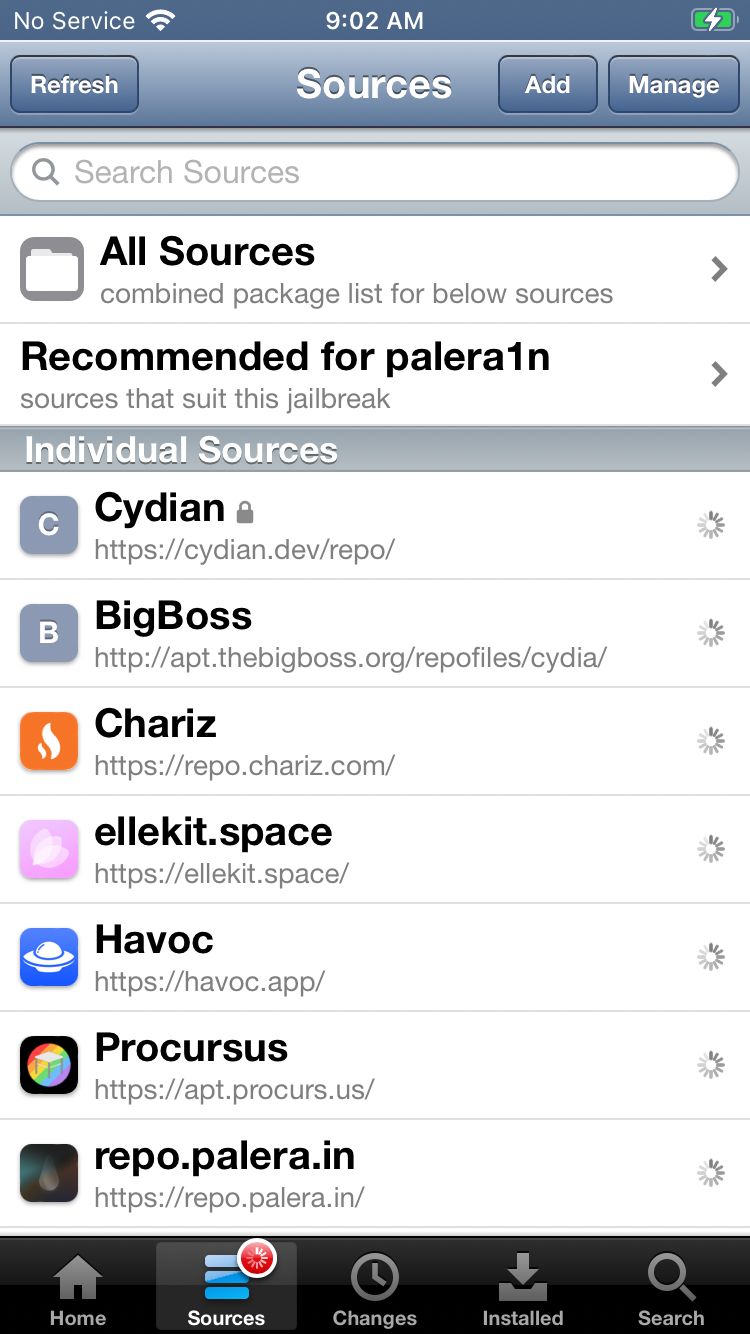 No Service
9:02 AM
Refresh
Sources
Add
Manage
Search Sources
All Sources
combined package list for below sources
Recommended for palera1n
sources that suit this jailbreak
Individual Sources
C
Cydian
https://cydian.dev/repo/
B
BigBoss
http://apt.thebigboss.org/repofiles/cydia/
Chariz
https://repo.chariz.com/
ellekit.space
https://ellekit.space/
Havoc
https://havoc.app/
Procursus
https://apt.procurs.us/
repo.palera.in
https://repo.palera.in/
Home
Sources
Changes
Installed
Search